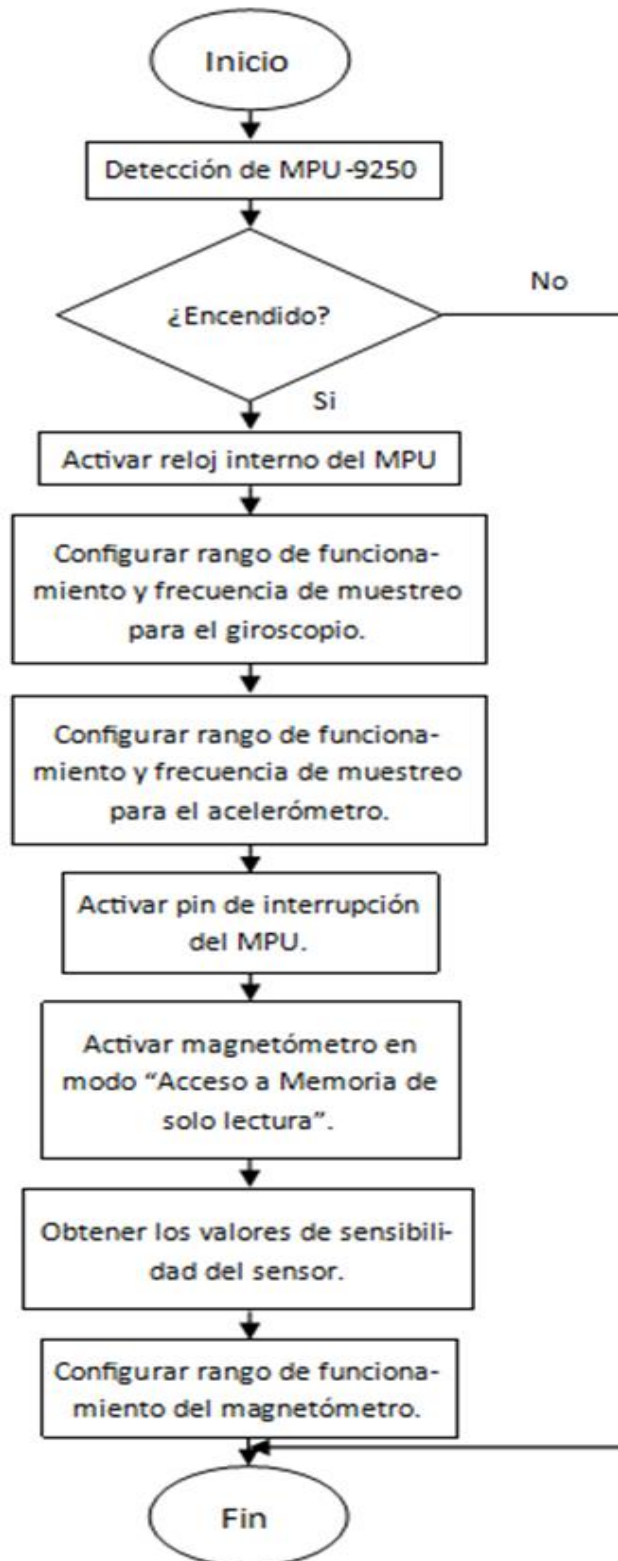 Inicio
Detección de MPU-9250
¿Encendido?
No
Si
Activar reloj interno del MPU
Configurar rango de funciona-
miento y frecuencia de muestreo
para el giroscopio.
Configurar rango de funciona-
miento y frecuencia de muestreo
para el acelerómetro.
Activar pin de interrupción
del MPU.
Activar magnetómetro en
modo “Acceso a Memoria de
solo lectura”.
Obtener los valores de sensibili-
dad del sensor.
Configurar rango de funciona-
miento del magnetómetro.
Fin